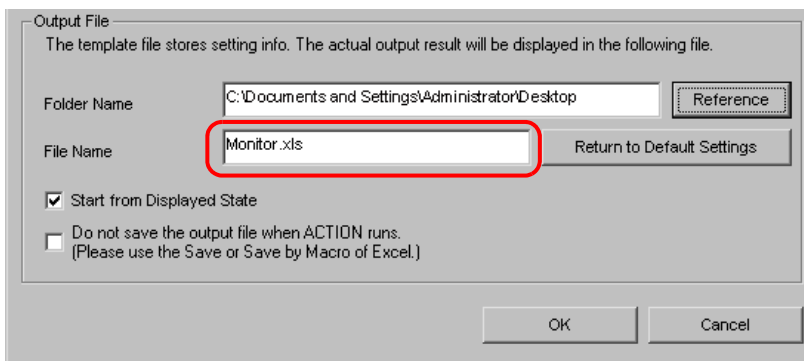 Output File
The template file stores setting info. The actual output result will be displayed in the following file.
Folder Name
C:\Documents and Settings\Administrator\Desktop
Reference
File Name
Monitor.xls
Return to Default Settings
Start from Displayed State
Do not save the output file when ACTION runs.
(Please use the Save or Save by Macro of Excel.)
OK
Cancel